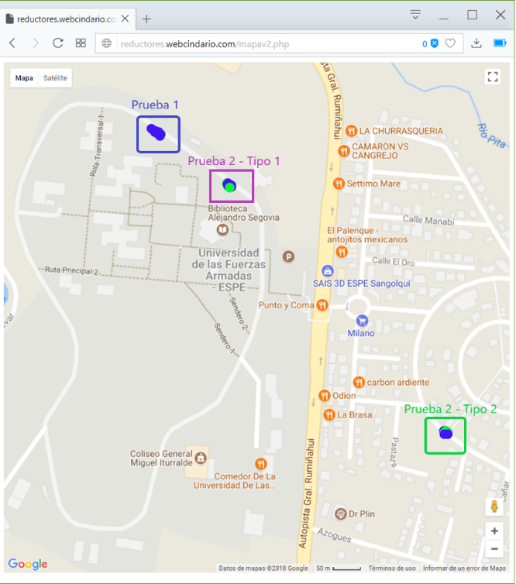 reductores.webcindario.co
reductores.webcindario.com/mapav2.php
0
Mapa
Satélite
Autopista Gral. Rumiñahui
Río Pita
Prueba 1
Ruta Transversal-1
LA CHURRASQUERIA
CAMARON VS
CANGREJO
Prueba 2 - Tipo 1
Settimo Mare
Biblioteca
Alejandro Segovia
Calle Manabí
El Palenque -
antojitos mexicanos
Universidad
de las Fuerzas
Armadas
- ESPE
P
Calle El Oro
Ruta Principal-2
SAIS 3D ESPE Sangolquí
Sendero-2
Punto y Coma
Milano
Sendero-1
carbon ardiente
Odion
Prueba 2 - Tipo 2
La Brasa
Autopista Gral. Rumiñahui
Pastaza
Coliseo General
Miguel Iturralde
Comedor De La
Universidad De Las...
Dr Plin
Azogues
Google
Datos de mapas ©2018 Google
50 m
Términos de uso
Informar de un error de Maps